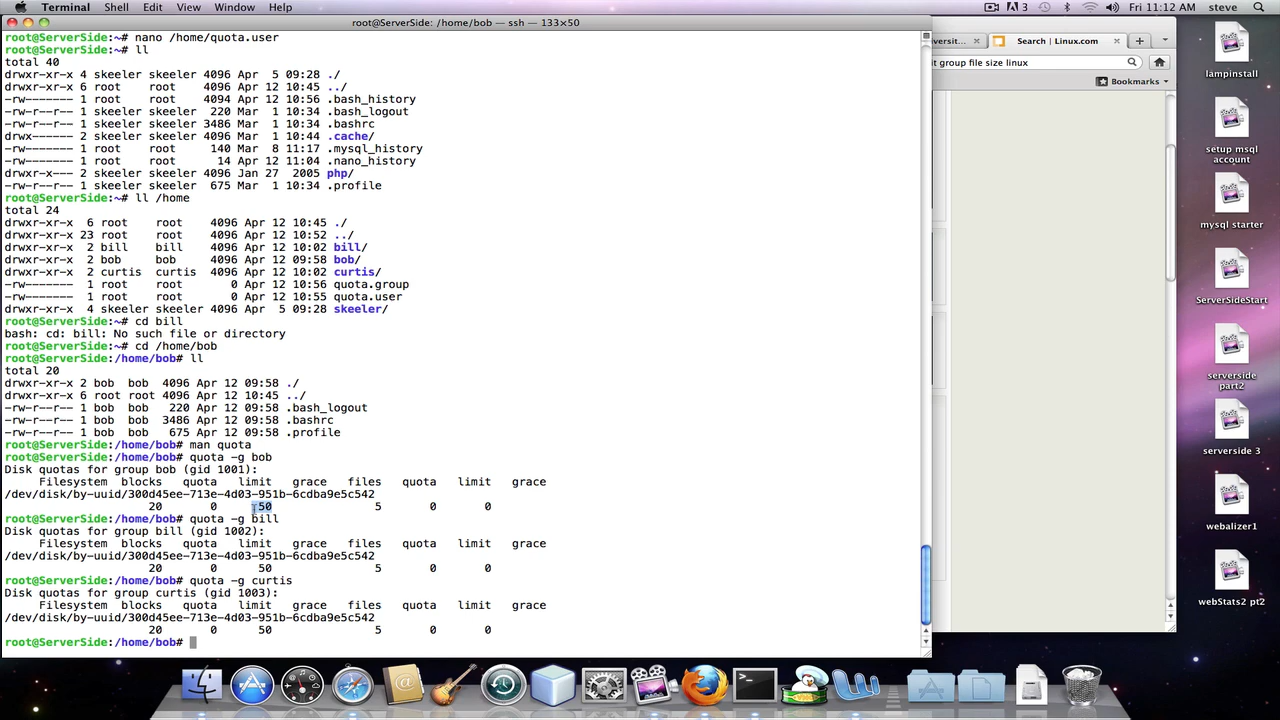 Terminal Shell Edit View Window Help
3 Fri 11:12 AM steve
root@ServerSide: /home/bob — ssh — 133×50
root@ServerSide:~# nano /home/quota.user
root@ServerSide:~# ll
total 40
drwxr-xr-x 4 skeeler skeeler 4096 Apr  5 09:28 ./
drwxr-xr-x 6 root    root    4096 Apr 12 10:45 ../
-rw------- 1 root    root    4094 Apr 12 10:56 .bash_history
-rw-r--r-- 1 skeeler skeeler  220 Mar  1 10:34 .bash_logout
-rw-r--r-- 1 skeeler skeeler 3486 Mar  1 10:34 .bashrc
drwx------ 2 skeeler skeeler 4096 Mar  1 10:44 .cache/
-rw------- 1 root    root     140 Mar  8 11:17 .mysql_history
-rw------- 1 root    root      14 Apr 12 11:04 .nano_history
drwxr-x--- 2 skeeler skeeler 4096 Jan 27  2005 php/
-rw-r--r-- 1 skeeler skeeler  675 Mar  1 10:34 .profile
root@ServerSide:~# ll /home
total 24
drwxr-xr-x  6 root    root    4096 Apr 12 10:45 ./
drwxr-xr-x 23 root    root    4096 Apr 12 10:52 ../
drwxr-xr-x  2 bill    bill    4096 Apr 12 10:02 bill/
drwxr-xr-x  2 bob     bob     4096 Apr 12 09:58 bob/
drwxr-xr-x  2 curtis  curtis  4096 Apr 12 10:02 curtis/
-rw-------  1 root    root       0 Apr 12 10:56 quota.group
-rw-------  1 root    root       0 Apr 12 10:55 quota.user
drwxr-xr-x  4 skeeler skeeler 4096 Apr  5 09:28 skeeler/
root@ServerSide:~# cd bill
bash: cd: bill: No such file or directory
root@ServerSide:~# cd /home/bob
root@ServerSide:/home/bob# ll
total 20
drwxr-xr-x 2 bob  bob  4096 Apr 12 09:58 ./
drwxr-xr-x 6 root root 4096 Apr 12 10:45 ../
-rw-r--r-- 1 bob  bob   220 Apr 12 09:58 .bash_logout
-rw-r--r-- 1 bob  bob  3486 Apr 12 09:58 .bashrc
-rw-r--r-- 1 bob  bob   675 Apr 12 09:58 .profile
root@ServerSide:/home/bob# man quota
root@ServerSide:/home/bob# quota -g bob
Disk quotas for group bob (gid 1001):
Filesystem blocks quota limit grace files quota limit grace
/dev/disk/by-uuid/300d45ee-713e-4d03-951b-6cdba9e5c542
20 0 50 5 0 0
root@ServerSide:/home/bob# quota -g bill
Disk quotas for group bill (gid 1002):
Filesystem blocks quota limit grace files quota limit grace
/dev/disk/by-uuid/300d45ee-713e-4d03-951b-6cdba9e5c542
20 0 50 5 0 0
root@ServerSide:/home/bob# quota -g curtis
Disk quotas for group curtis (gid 1003):
Filesystem blocks quota limit grace files quota limit grace
/dev/disk/by-uuid/300d45ee-713e-4d03-951b-6cdba9e5c542
20 0 50 5 0 0
root@ServerSide:/home/bob#
versit... Search | Linux.com
it group file size linux
Bookmarks
lampinstall
setup msql
account
mysql starter
ServerSideStart
serverside
part2
serverside 3
webalizer1
webStats2 pt2